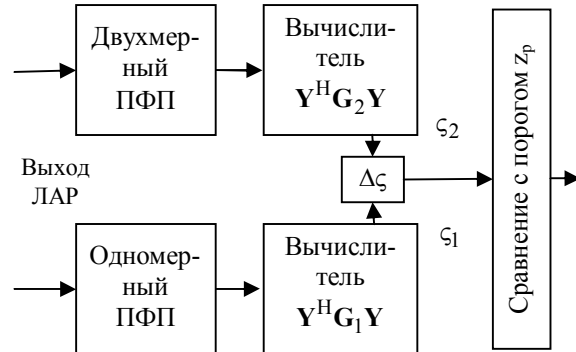 Двухмер-
ный
ПФП
Вычисли-
тель
Y^H G_2 Y
ς_2
Выход
ЛАР
Δς
Сравнение с порогом z_p
Одномер-
ный
ПФП
Вычисли-
тель
Y^H G_1 Y
ς_1